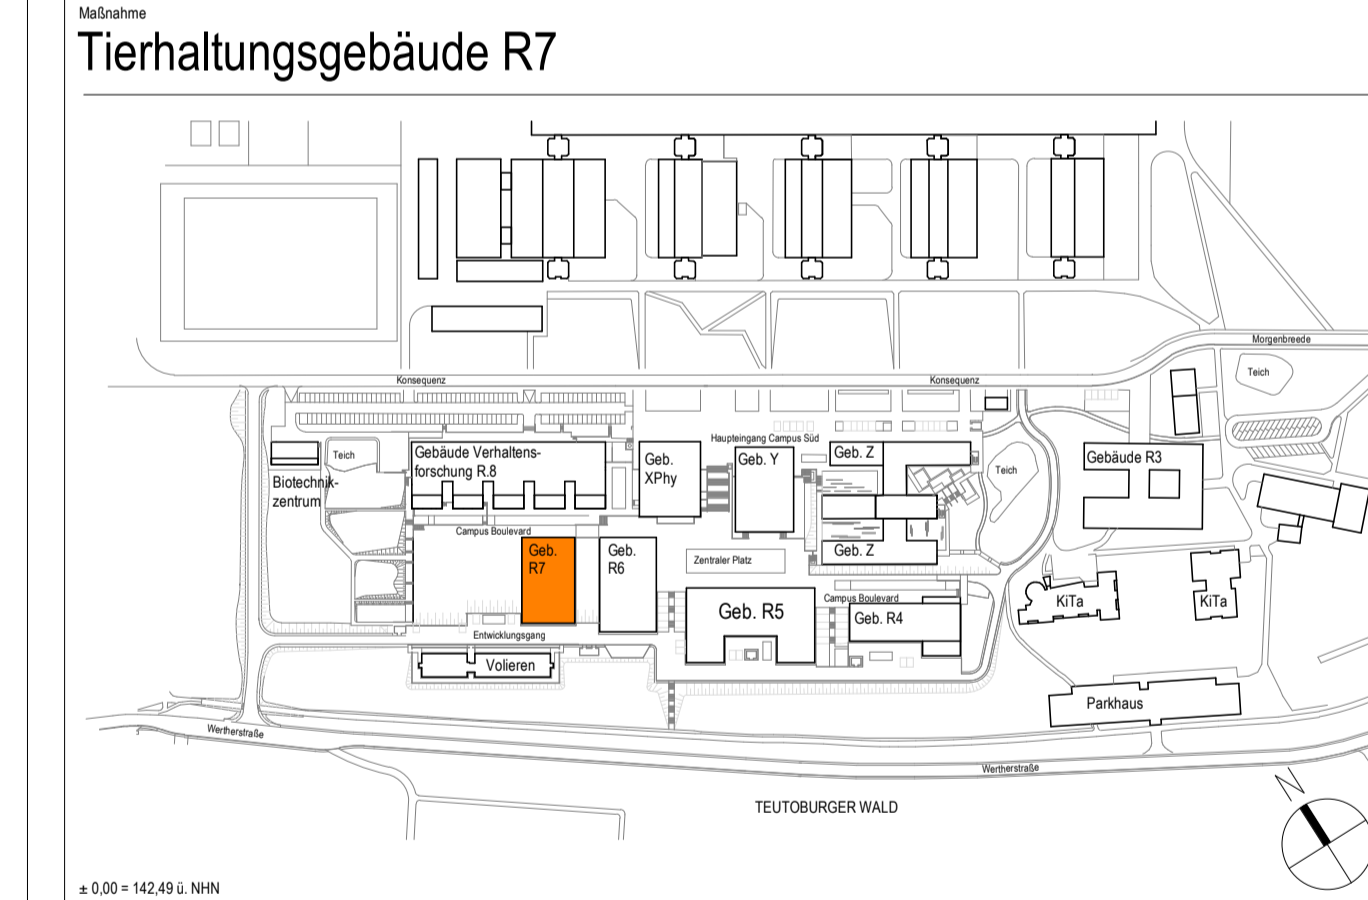 Maßnahme
Tierhaltungsgebäude R7
Morgenbreede
Teich
Konsequenz
Konsequenz
Haupteingang Campus Süd
Gebäude Verhaltens-
forschung R.8
Teich
Biotechnik-
zentrum
Geb.
XPhy
Geb. Y
Geb. Z
Teich
Gebäude R3
Campus Boulevard
Geb.
R7
Geb.
R6
Zentraler Platz
Geb. Z
Campus Boulevard
Geb. R5
Geb. R4
KiTa
KiTa
Entwicklungsgang
Volieren
Parkhaus
Wertherstraße
Wertherstraße
N
TEUTOBURGER WALD
± 0,00 = 142,49 ü. NHN